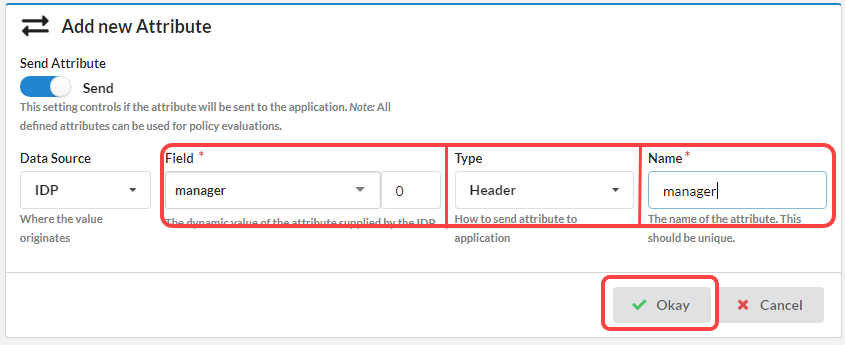 Add new Attribute
Send Attribute
Send
This setting controls if the attribute will be sent to the application. Note: All
defined attributes can be used for policy evaluations.
Data Source
Field *
Type
Name *
IDP
manager
0
Header
manager
Where the value
originates
The dynamic value of the attribute supplied by the IDP
How to send attribute to
application
The name of the attribute. This
should be unique.
Okay
Cancel